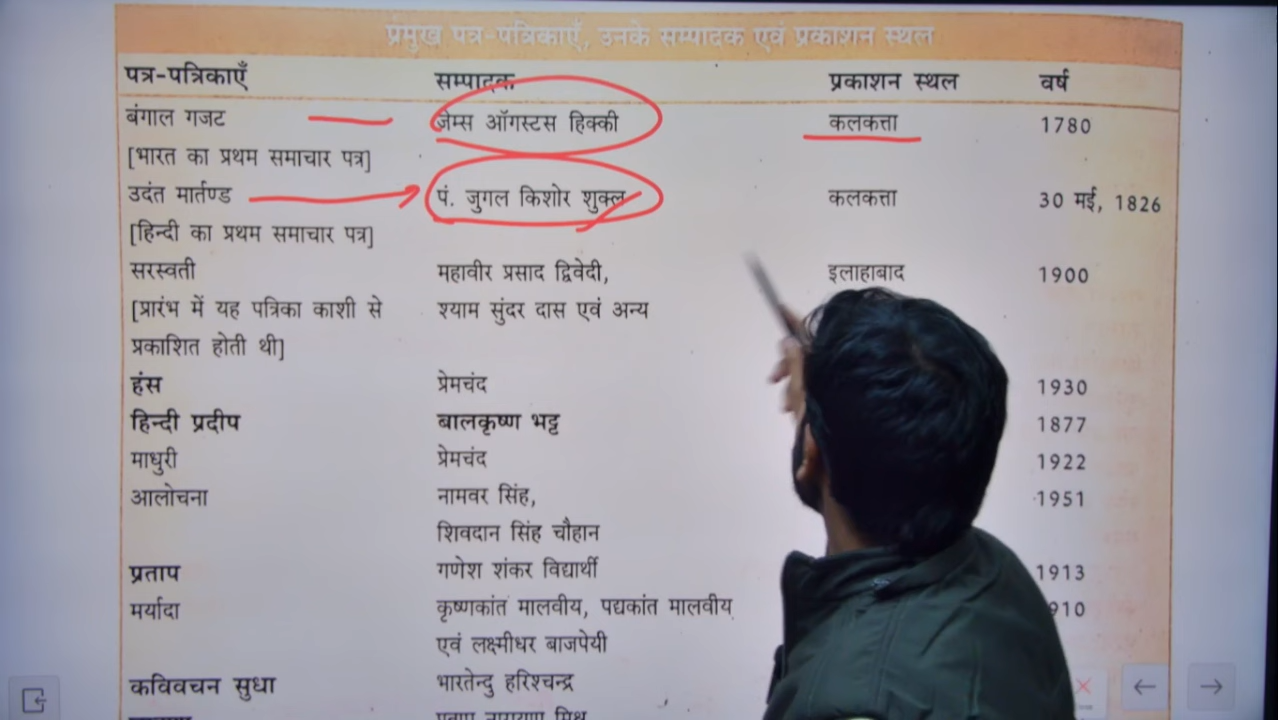 प्रमुख पत्र-पत्रिकाएँ, उनके सम्पादक एवं प्रकाशन स्थल
पत्र-पत्रिकाएँ सम्पादक प्रकाशन स्थल वर्ष
बंगाल गजट जेम्स ऑगस्टस हिक्की कलकत्ता 1780
[भारत का प्रथम समाचार पत्र]
उदंत मार्तण्ड पं. जुगल किशोर शुक्ल कलकत्ता 30 मई, 1826
[हिन्दी का प्रथम समाचार पत्र]
सरस्वती महावीर प्रसाद द्विवेदी, इलाहाबाद 1900
[प्रारंभ में यह पत्रिका काशी से श्याम सुंदर दास एवं अन्य
प्रकाशित होती थी]
हंस प्रेमचंद 1930
हिन्दी प्रदीप बालकृष्ण भट्ट 1877
माधुरी प्रेमचंद 1922
आलोचना नामवर सिंह, 1951
शिवदान सिंह चौहान
प्रताप गणेश शंकर विद्यार्थी 1913
मर्यादा कृष्णकांत मालवीय, पद्यकांत मालवीय 910
एवं लक्ष्मीधर बाजपेयी
कविवचन सुधा भारतेन्दु हरिश्चन्द्र